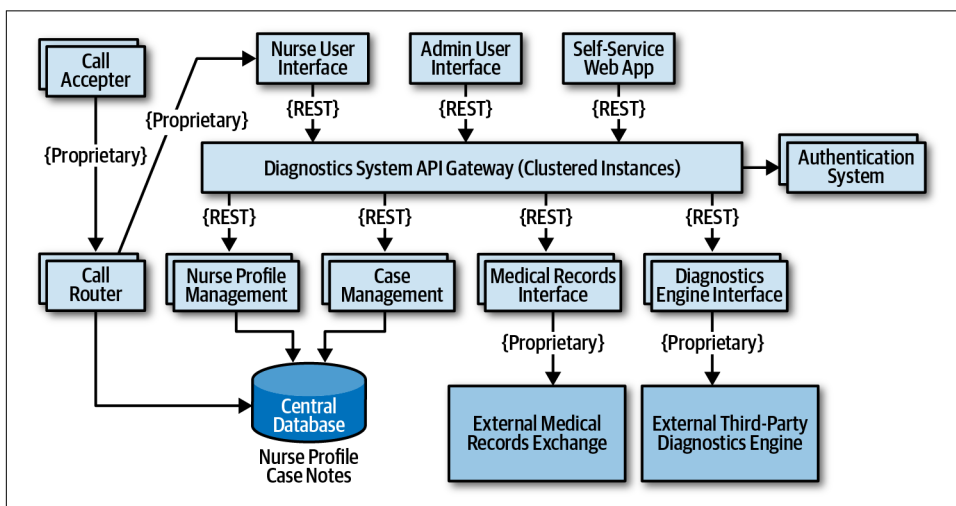 Call
Accepter
Nurse User
Interface
Admin User
Interface
Self-Service
Web App
{REST}
{REST}
{REST}
{Proprietary}
{Proprietary}
Diagnostics System API Gateway (Clustered Instances)
Authentication
System
{REST}
{REST}
{REST}
{REST}
Call
Router
Nurse Profile
Management
Case
Management
Medical Records
Interface
Diagnostics
Engine Interface
{Proprietary}
{Proprietary}
Central
Database
Nurse Profile
Case Notes
External Medical
Records Exchange
External Third-Party
Diagnostics Engine